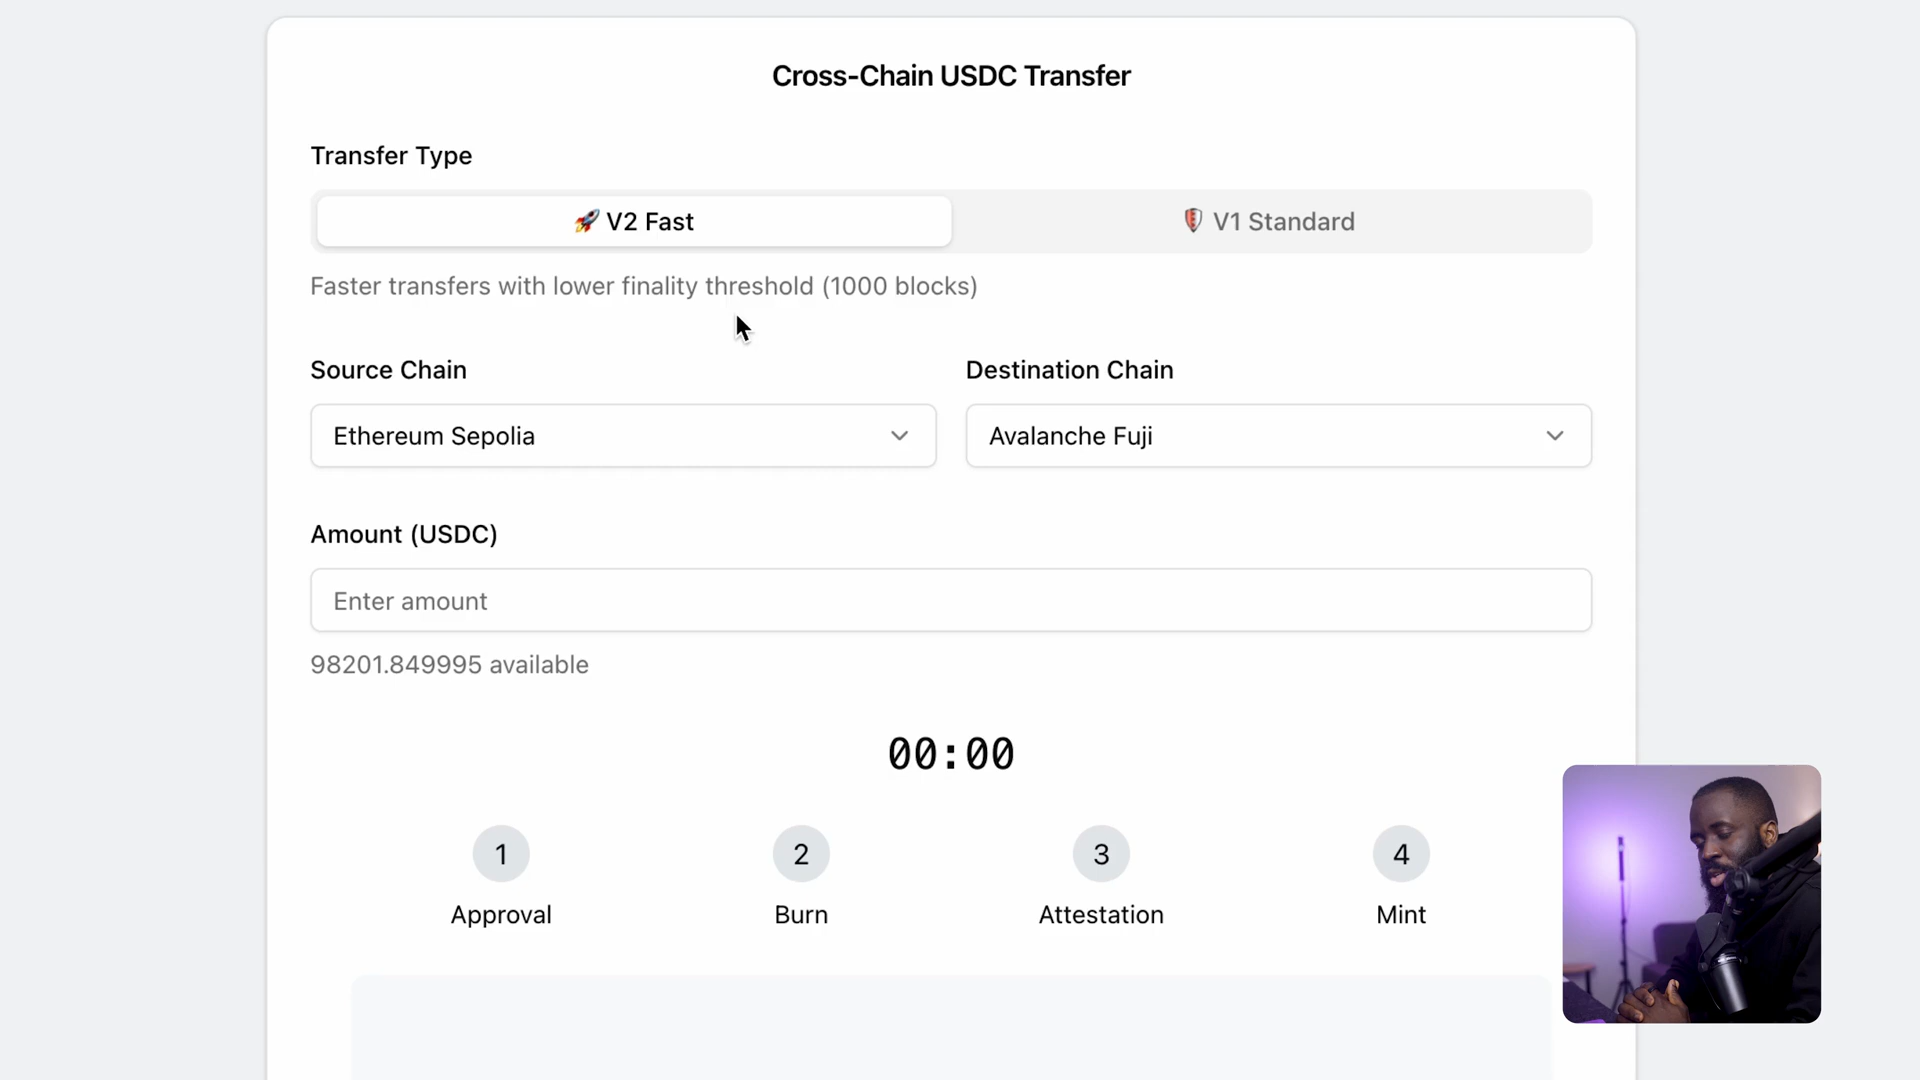 Cross-Chain USDC Transfer
Transfer Type
🚀 V2 Fast
V1 Standard
Faster transfers with lower finality threshold (1000 blocks)
Source Chain
Destination Chain
Ethereum Sepolia
Avalanche Fuji
Amount (USDC)
Enter amount
98201.849995 available
00:00
1
2
3
4
Approval
Burn
Attestation
Mint